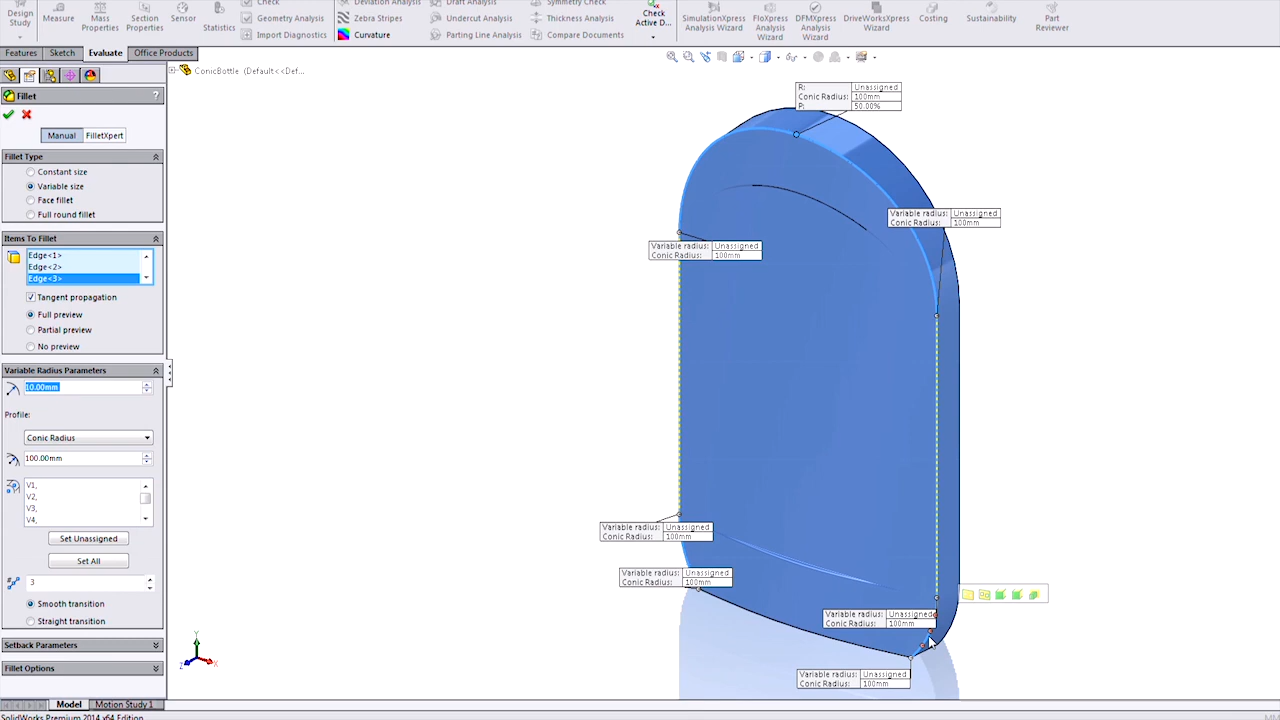 Design
Study
Measure
Mass
Properties
Section
Properties
Sensor
Statistics
Check
Geometry Analysis
Import Diagnostics
Deviation Analysis
Zebra Stripes
Curvature
Draft Analysis
Undercut Analysis
Parting Line Analysis
Symmetry Check
Thickness Analysis
Compare Documents
Check
Active D...
SimulationXpress
Analysis Wizard
FloXpress
Analysis
Wizard
DFMXpress
Analysis
Wizard
DriveWorksXpress
Wizard
Costing
Sustainability
Part
Reviewer
Features
Sketch
Evaluate
Office Products
ConicBottle (Default<<Def...
Fillet
?
Manual
FilletXpert
Fillet Type
Constant size
Variable size
Face fillet
Full round fillet
Items To Fillet
Edge<1>
Edge<2>
Edge<3>
Tangent propagation
Full preview
Partial preview
No preview
Variable Radius Parameters
10.00mm
Profile:
Conic Radius
100.00mm
V1,
V2,
V3,
V4,
Set Unassigned
Set All
3
Smooth transition
Straight transition
Setback Parameters
Fillet Options
R: Unassigned
Conic Radius: 100mm
P: 50.00%
Variable radius: Unassigned
Conic Radius: 100mm
Variable radius: Unassigned
Conic Radius: 100mm
Variable radius: Unassigned
Conic Radius: 100mm
Variable radius: Unassigned
Conic Radius: 100mm
Variable radius: Unassigned
Conic Radius: 100mm
Variable radius: Unassigned
Conic Radius: 100mm
Y
Z
X
Model
Motion Study 1
SolidWorks Premium 2014 x64 Edition